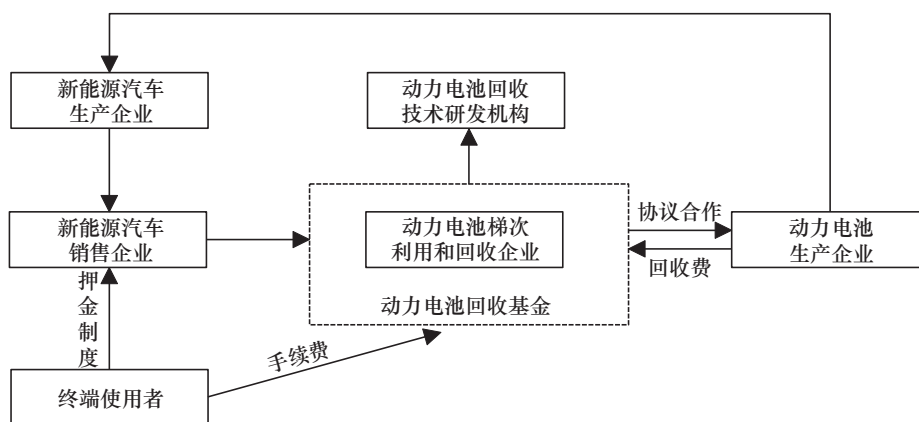 新能源汽车
生产企业
动力电池回收
技术研发机构
新能源汽车
销售企业
动力电池梯次
利用和回收企业
动力电池回收基金
协议合作
回收费
动力电池
生产企业
押金制度
手续费
终端使用者